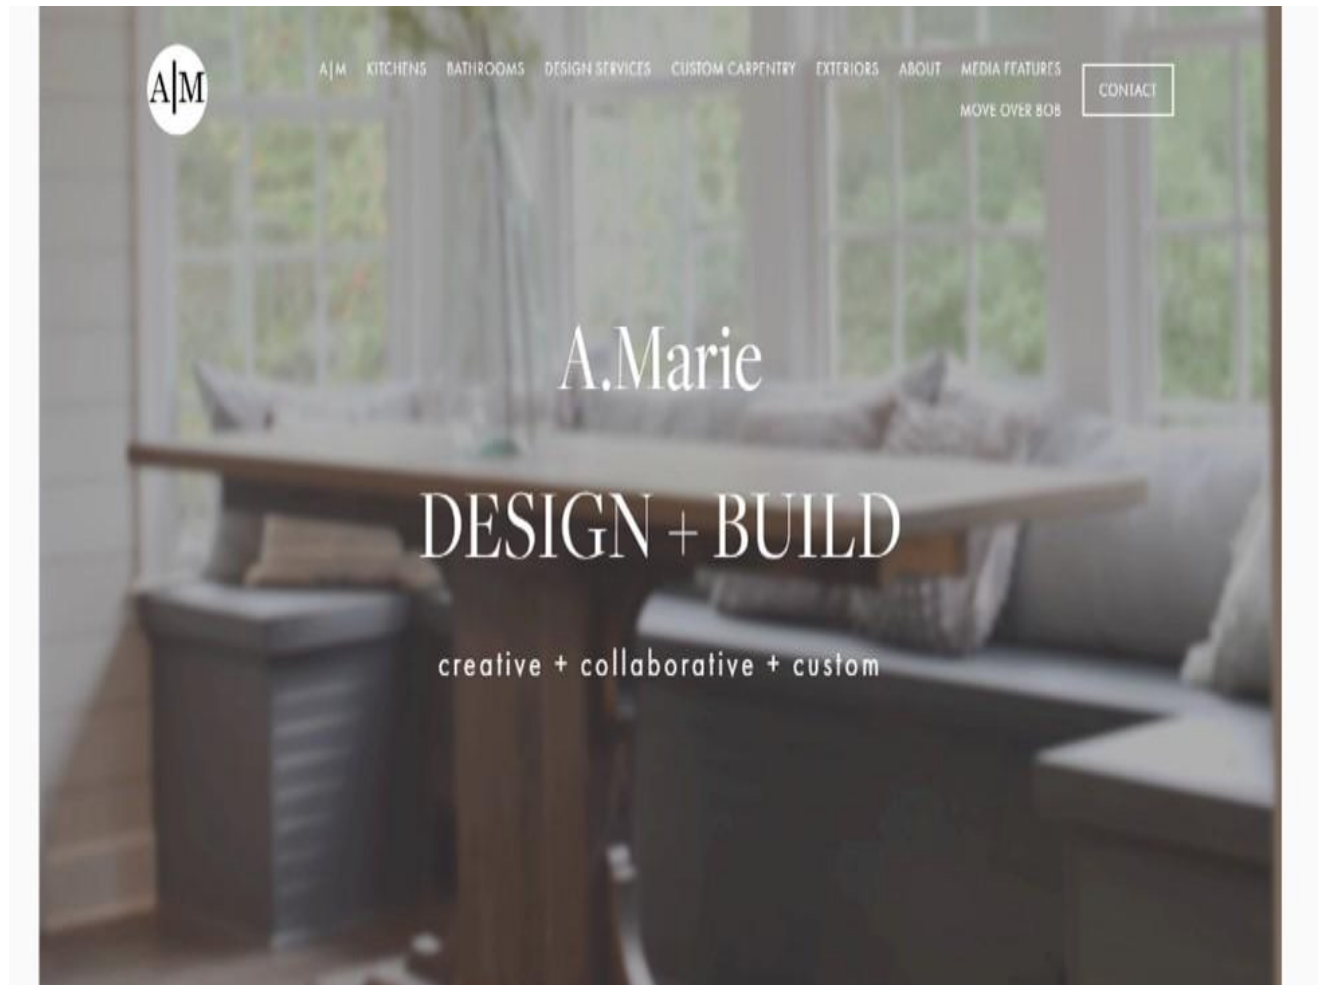 A|M
A|M KITCHENS BATHROOMS DESIGN SERVICES CUSTOM CARPENTRY EXTERIORS ABOUT MEDIA FEATURES
MOVE OVER BOB
CONTACT
A.Marie
DESIGN + BUILD
creative + collaborative + custom